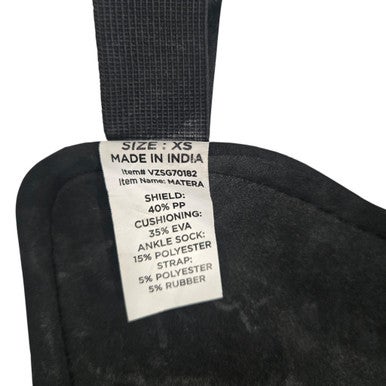 SIZE : XS
MADE IN INDIA
Item# VZSG70182
Item Name: MATERA
SHIELD:
40% PP
CUSHIONING:
35% EVA
ANKLE SOCK:
15% POLYESTER
STRAP:
5% POLYESTER
5% RUBBER